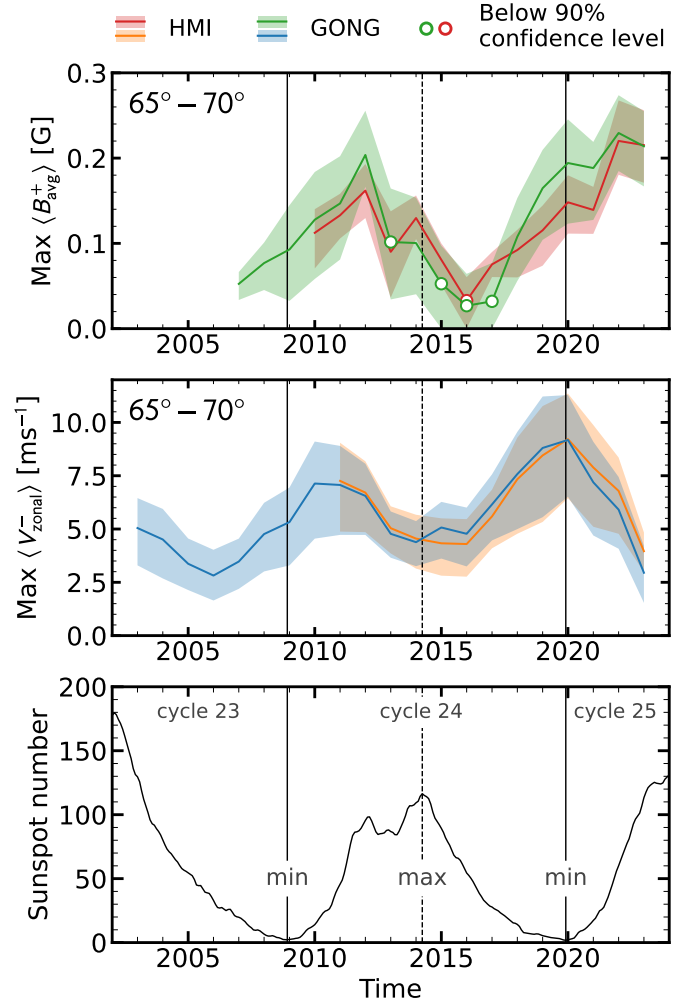 HMI GONG Below 90%
confidence level
65° − 70°
Max ⟨B⁺avg⟩ [G]
0.3
0.2
0.1
0.0
2005 2010 2015 2020
65° − 70°
Max ⟨V⁻zonal⟩ [ms⁻¹]
10.0
7.5
5.0
2.5
0.0
2005 2010 2015 2020
Sunspot number
200
150
100
50
0
cycle 23 cycle 24 cycle 25
min max min
2005 2010 2015 2020
Time